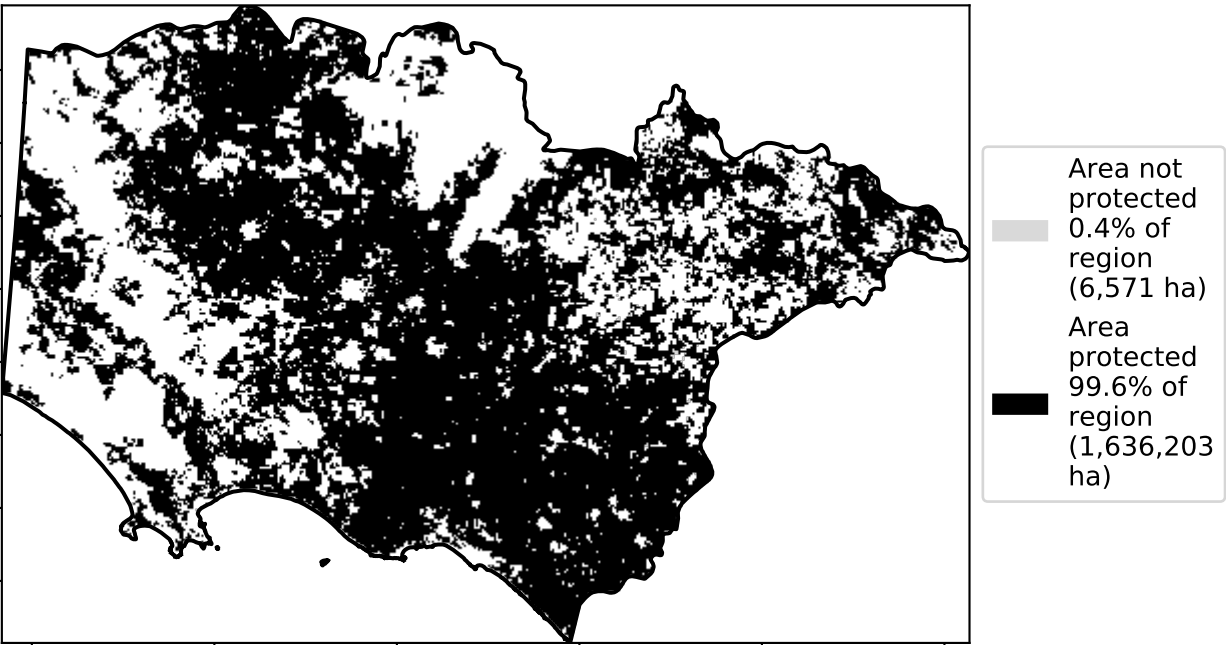 Area not
protected
0.4% of
region
(6,571 ha)
Area
protected
99.6% of
region
(1,636,203
ha)